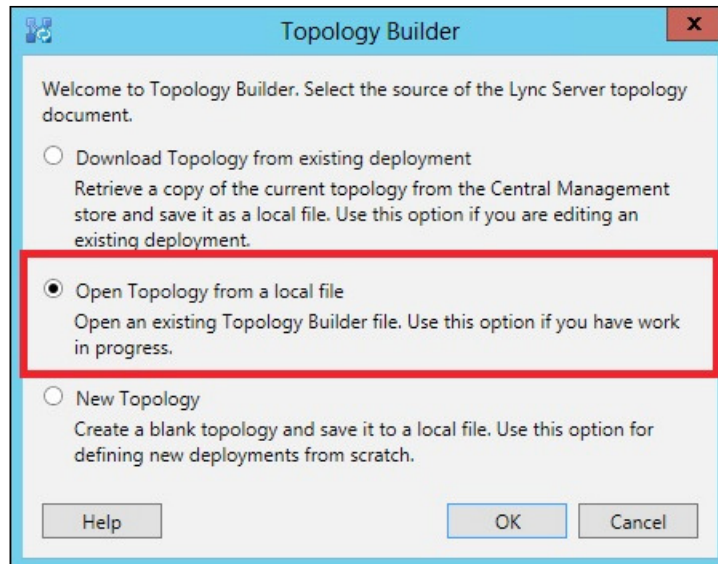 Topology Builder
x
Welcome to Topology Builder. Select the source of the Lync Server topology
document.
Download Topology from existing deployment
Retrieve a copy of the current topology from the Central Management
store and save it as a local file. Use this option if you are editing an
existing deployment.
Open Topology from a local file
Open an existing Topology Builder file. Use this option if you have work
in progress.
New Topology
Create a blank topology and save it to a local file. Use this option for
defining new deployments from scratch.
Help
OK
Cancel